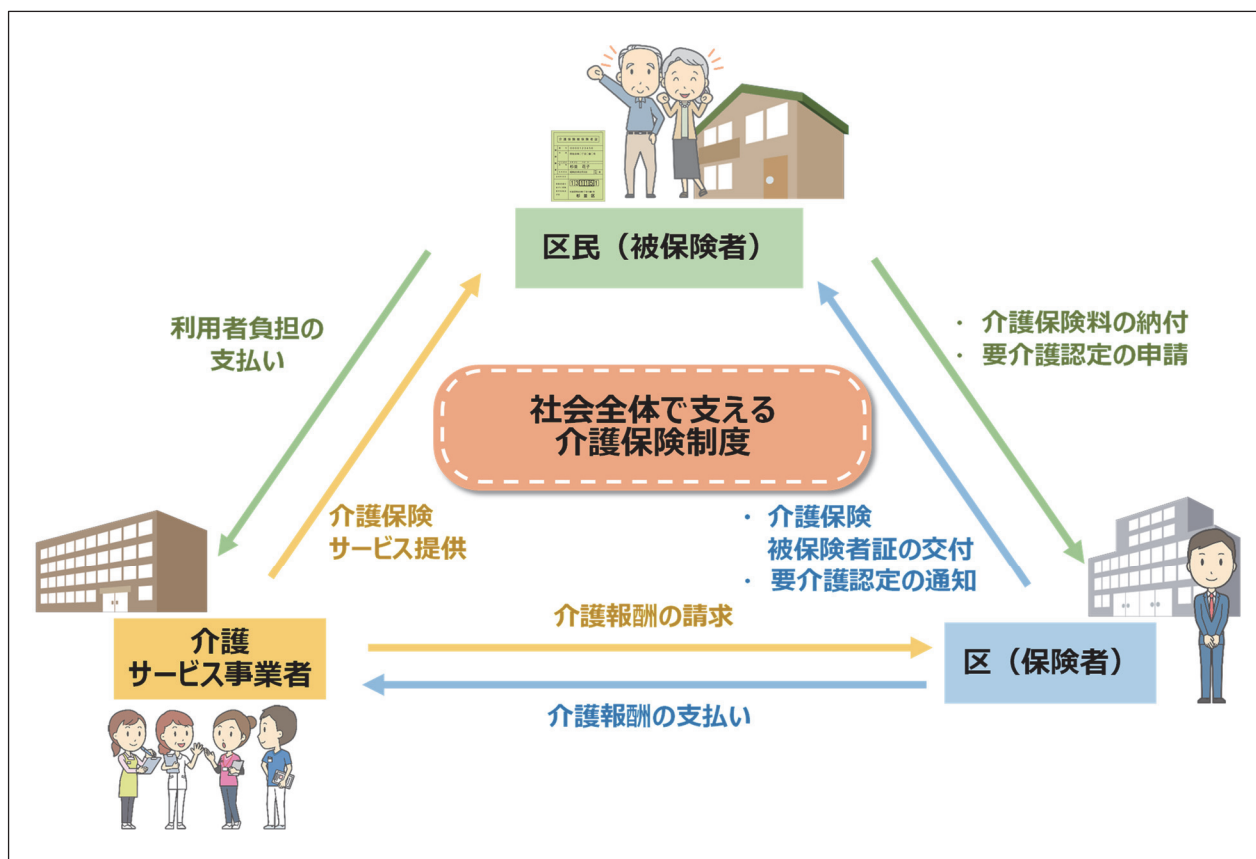 区民（被保険者）
利用者負担の
支払い
・ 介護保険料の納付
・ 要介護認定の申請
社会全体で支える
介護保険制度
介護保険
サービス提供
・ 介護保険
被保険者証の交付
・ 要介護認定の通知
介護報酬の請求
介護
サービス事業者
区（保険者）
介護報酬の支払い